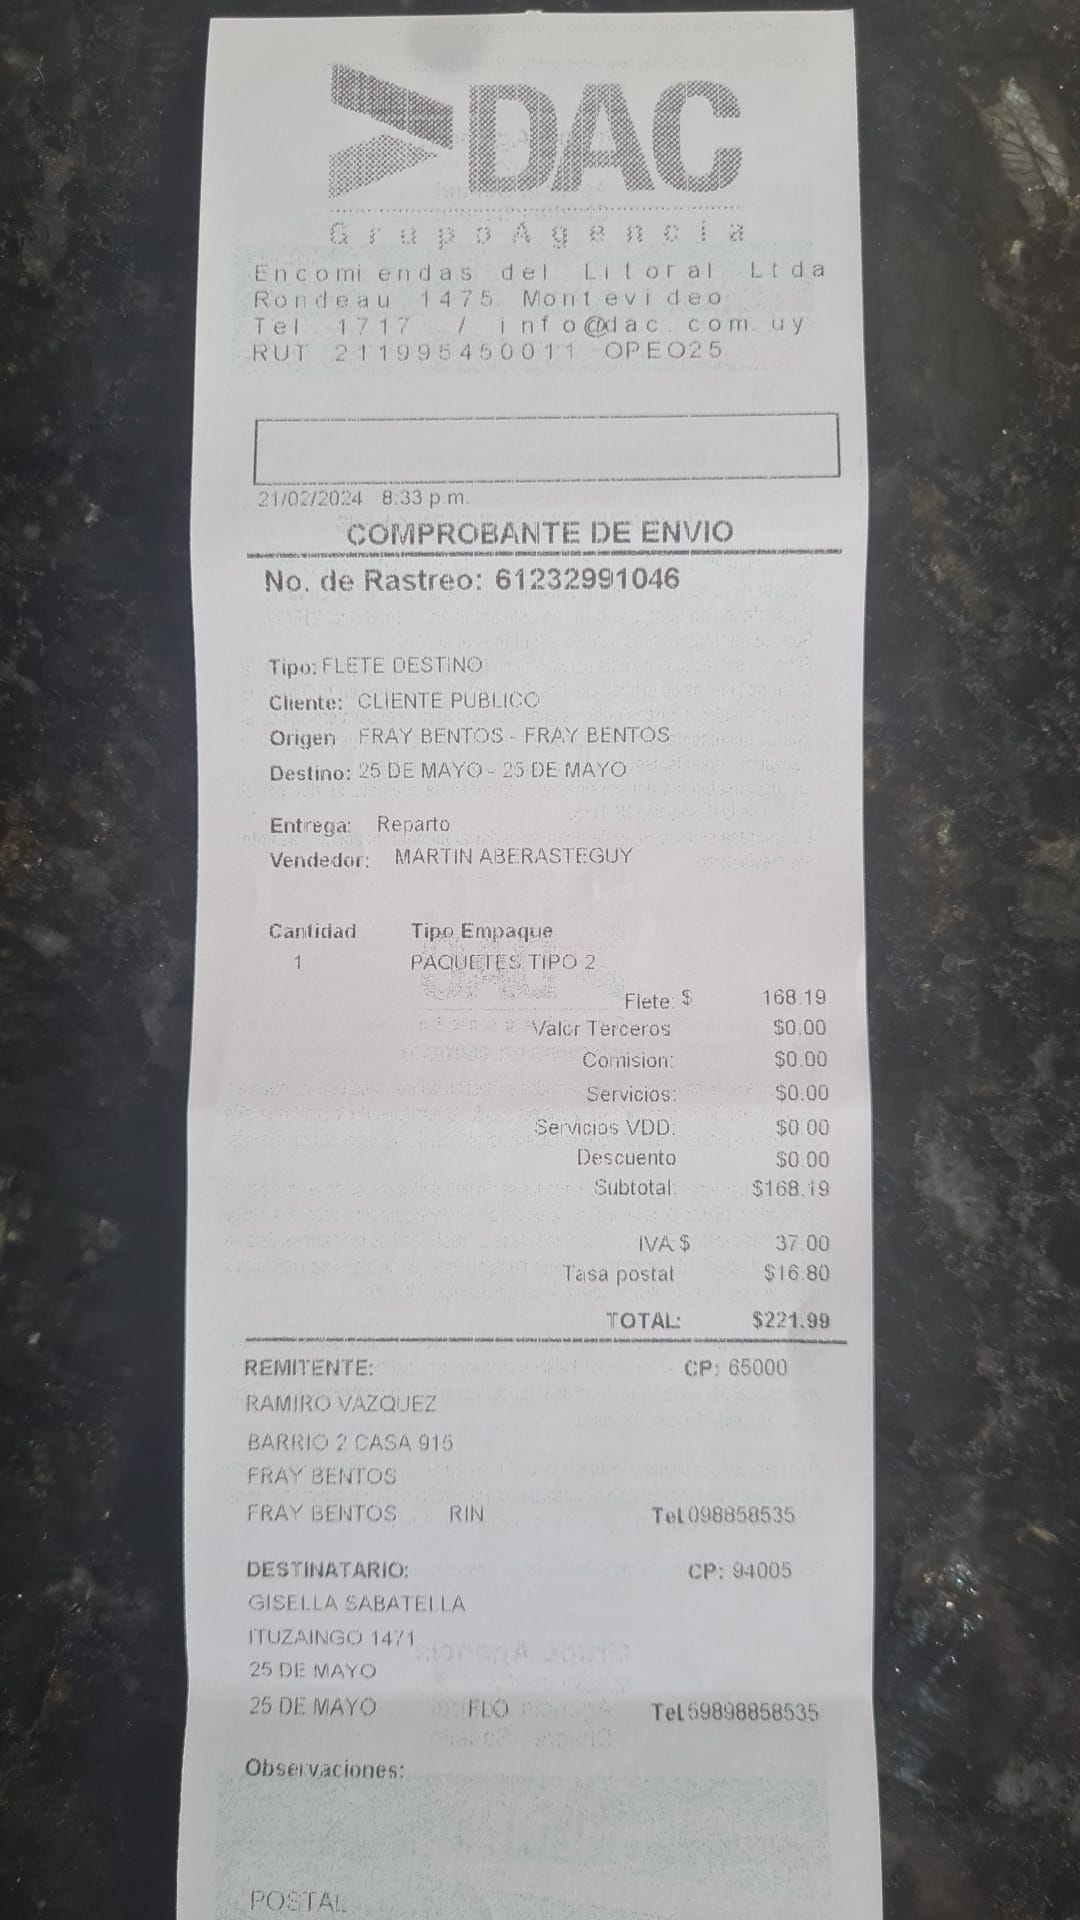 DAC
GrupoAgencia
Encomiendas del Litoral Ltda
Rondeau 1475 Montevideo
Tel 1717 / info@dac.com.uy
RUT 211995450011 OPEO25
21/02/2024 8:33 p.m.
COMPROBANTE DE ENVIO
No. de Rastreo: 61232991046
Tipo: FLETE DESTINO
Cliente: CLIENTE PUBLICO
Origen FRAY BENTOS - FRAY BENTOS
Destino: 25 DE MAYO - 25 DE MAYO
Entrega: Reparto
Vendedor: MARTIN ABERASTEGUY
Cantidad Tipo Empaque
1 PAQUETES TIPO 2
Flete: $ 168.19
Valor Terceros $0.00
Comision: $0.00
Servicios: $0.00
Servicios VDD: $0.00
Descuento $0.00
Subtotal: $168.19
IVA $ 37.00
Tasa postal $16.80
TOTAL: $221.99
REMITENTE: CP: 65000
RAMIRO VAZQUEZ
BARRIO 2 CASA 915
FRAY BENTOS
FRAY BENTOS RIN Tel.098858535
DESTINATARIO: CP: 94005
GISELLA SABATELLA
ITUZAINGO 1471
25 DE MAYO
25 DE MAYO FLO Tel.59898858535
Observaciones:
POSTAL